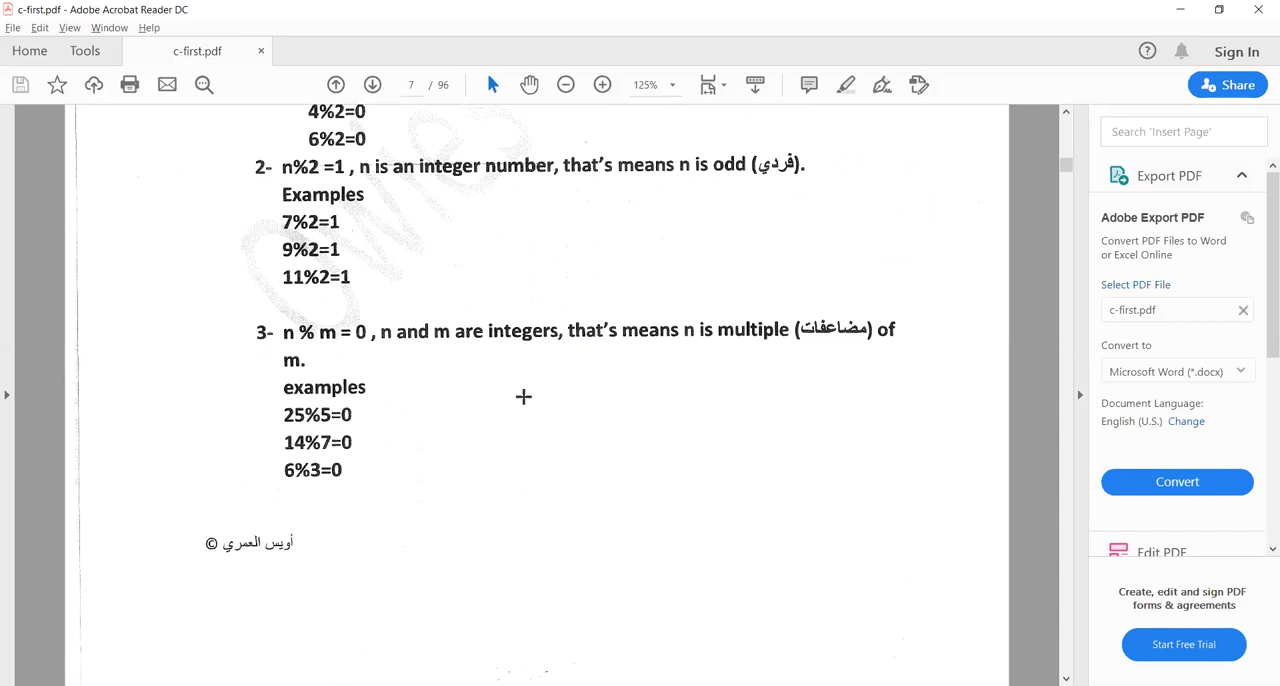 c-first.pdf - Adobe Acrobat Reader DC
File Edit View Window Help
Home Tools c-first.pdf × Sign In
7 / 96 125% Share
4%2=0
6%2=0
2- n%2 =1 , n is an integer number, that’s means n is odd (فردي).
Examples
7%2=1
9%2=1
11%2=1
3- n % m = 0 , n and m are integers, that’s means n is multiple (مضاعفات) of
m.
examples
25%5=0
14%7=0
6%3=0
© أويس العمري
Owies
Search 'Insert Page'
Export PDF
Adobe Export PDF
Convert PDF Files to Word
or Excel Online
Select PDF File
c-first.pdf
Convert to
Microsoft Word (*.docx)
Document Language:
English (U.S.) Change
Convert
Edit PDF
Create, edit and sign PDF
forms & agreements
Start Free Trial